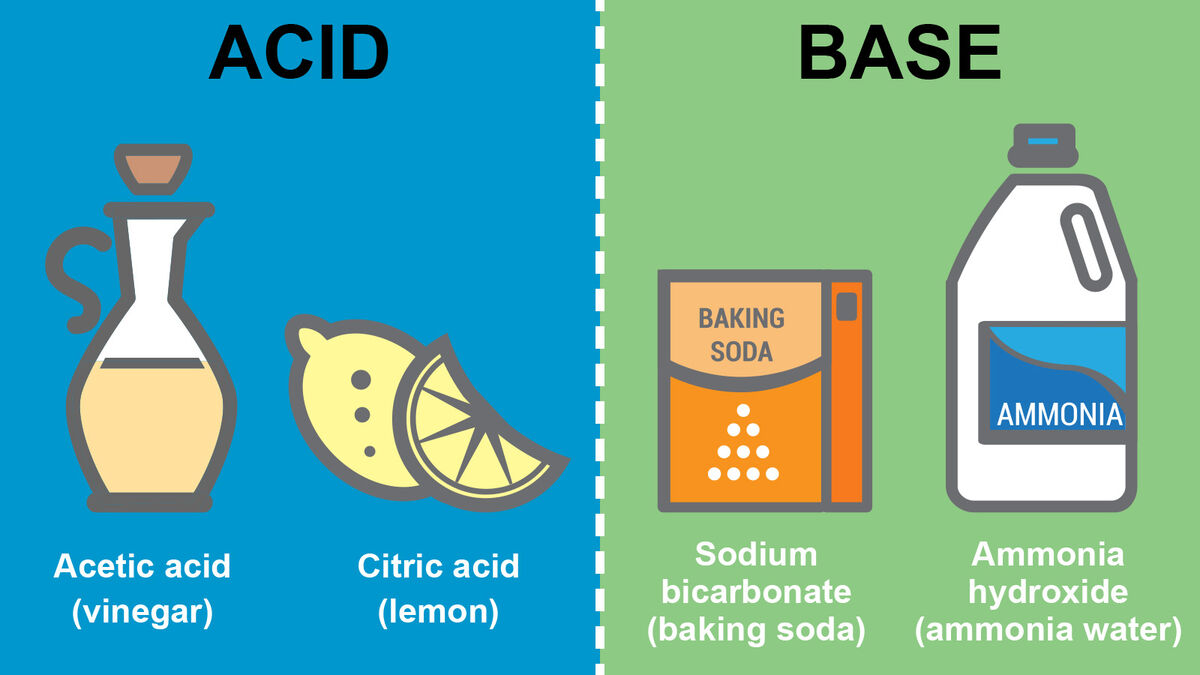 ACID
BASE
BAKING
SODA
AMMONIA
Acetic acid
(vinegar)
Citric acid
(lemon)
Sodium
bicarbonate
(baking soda)
Ammonia
hydroxide
(ammonia water)